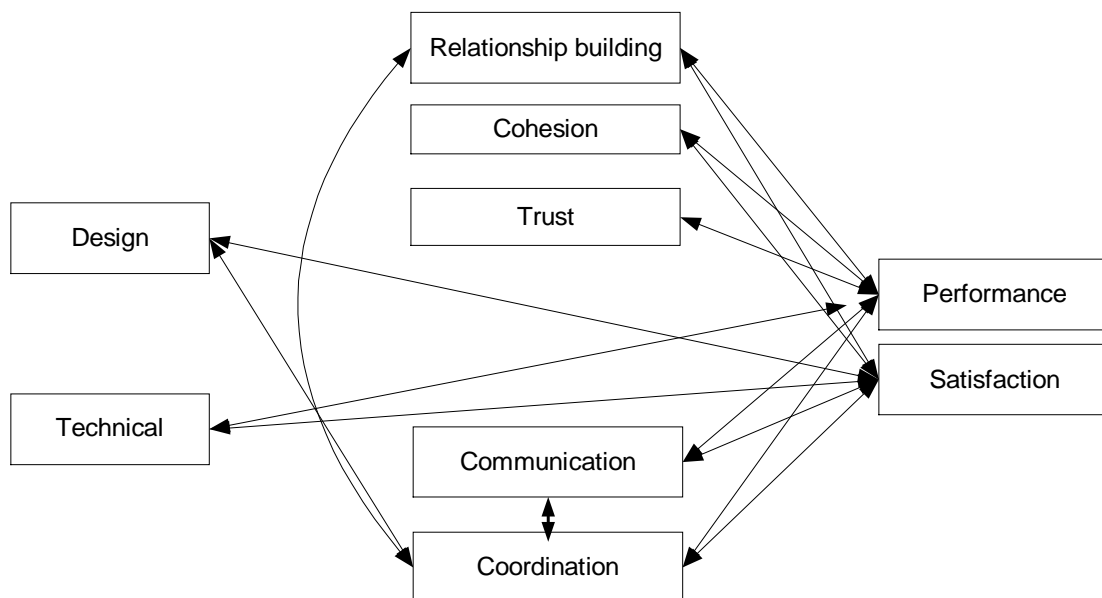 Relationship building
Cohesion
Trust
Design
Performance
Satisfaction
Technical
Communication
Coordination